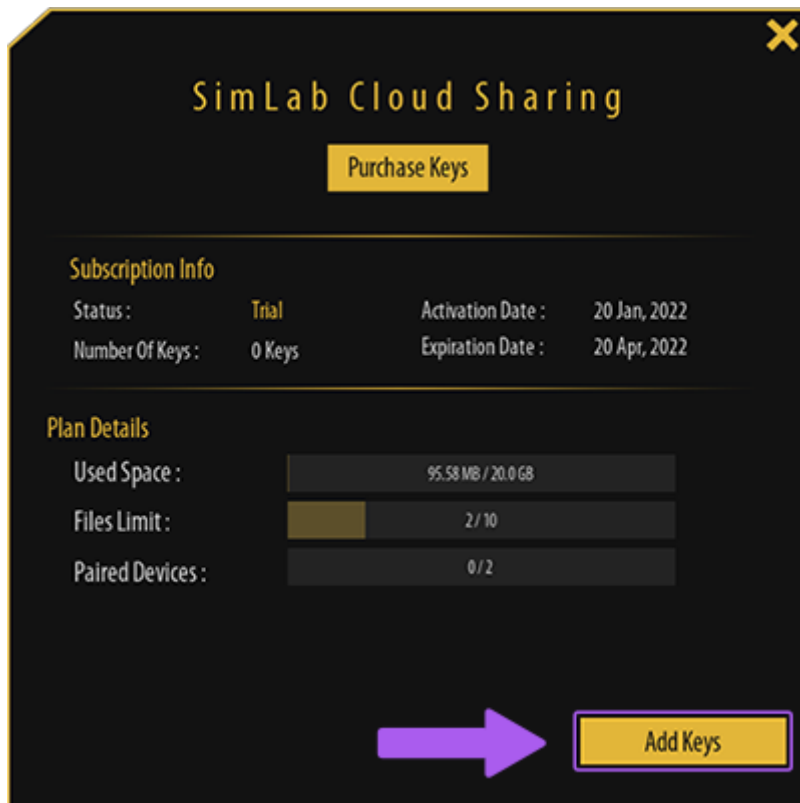 SimLab Cloud Sharing
Purchase Keys
Subscription Info
Status : Trial Activation Date : 20 Jan, 2022
Number Of Keys : 0 Keys Expiration Date : 20 Apr, 2022
Plan Details
Used Space : 95.58 MB / 20.0 GB
Files Limit : 2 / 10
Paired Devices : 0 / 2
Add Keys